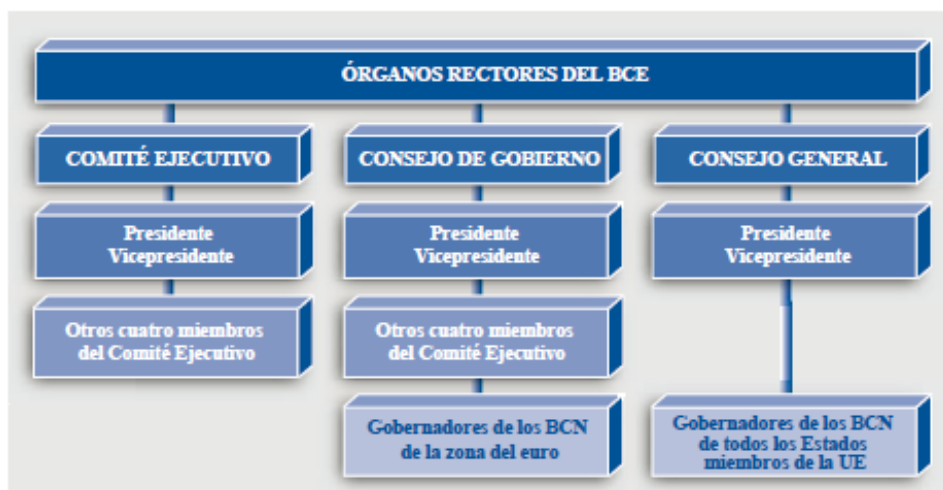 ÓRGANOS RECTORES DEL BCE
COMITÉ EJECUTIVO
CONSEJO DE GOBIERNO
CONSEJO GENERAL
Presidente
Vicepresidente
Presidente
Vicepresidente
Presidente
Vicepresidente
Otros cuatro miembros
del Comité Ejecutivo
Otros cuatro miembros
del Comité Ejecutivo
Gobernadores de los BCN
de la zona del euro
Gobernadores de los BCN
de todos los Estados
miembros de la UE